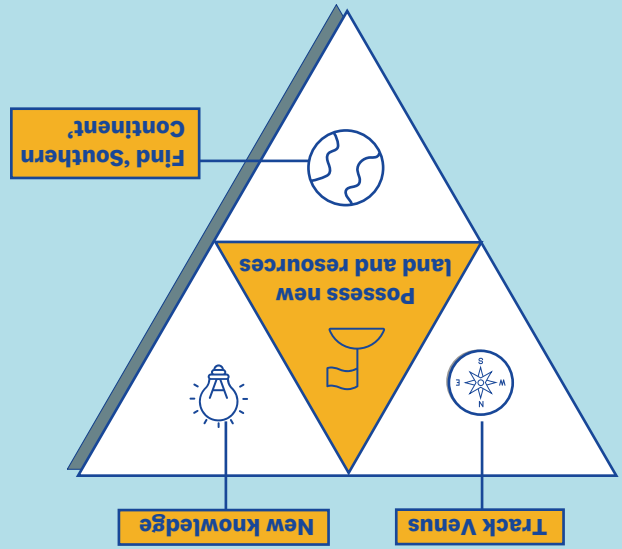 Track Venus
New knowledge
N
W E
S
Possess new
land and resources
Find ‘Southern
Continent’